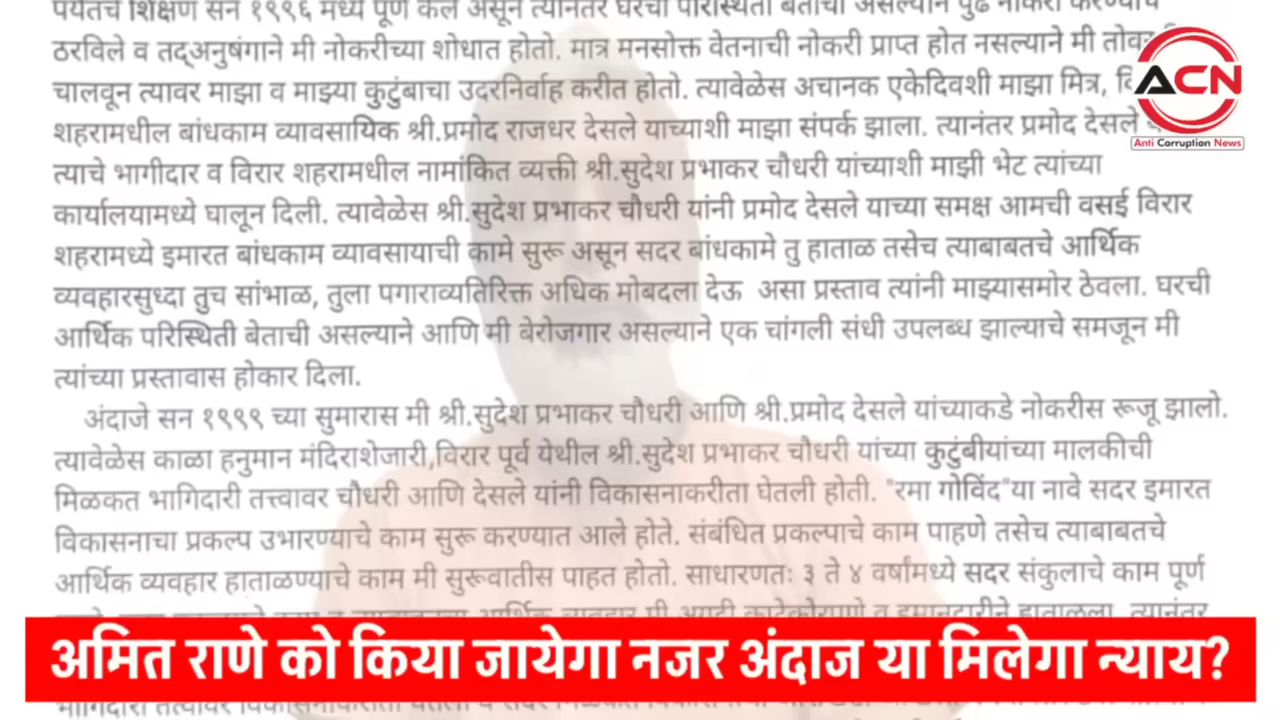 पर्यंतचे शिक्षण सन १९९६ मध्ये पूर्ण केले असून त्यानंतर घरची परिस्थिती बेताची असल्याने पुढे नोकरी करण्याचे
ठरविले व तद्अनुषंगाने मी नोकरीच्या शोधात होतो. मात्र मनसोक्त वेतनाची नोकरी प्राप्त होत नसल्याने मी
चालवून त्यावर माझा व माझ्या कुटुंबाचा उदरनिर्वाह करीत होतो. त्यावेळेस अचानक एकेदिवशी माझा मित्र,
शहरामधील बांधकाम व्यावसायिक श्री.प्रमोद राजधर देसले याच्याशी माझा संपर्क झाला. त्यानंतर प्रमोद देसले
त्याचे भागीदार व विरार शहरामधील नामांकित व्यक्ती श्री.सुदेश प्रभाकर चौधरी यांच्याशी माझी भेट त्यांच्या
कार्यालयामध्ये घालून दिली. त्यावेळेस श्री.सुदेश प्रभाकर चौधरी यांनी प्रमोद देसले याच्या समक्ष आमची वसई विरार
शहरामध्ये इमारत बांधकाम व्यावसायाची कामे सुरू असून सदर बांधकामे तु हाताळ तसेच त्याबाबतचे आर्थिक
व्यवहारसुध्दा तुच सांभाळ, तुला पगाराव्यतिरिक्त अधिक मोबदला देऊ असा प्रस्ताव त्यांनी माझ्यासमोर ठेवला. घरची
आर्थिक परिस्थिती बेताची असल्याने आणि मी बेरोजगार असल्याने एक चांगली संधी उपलब्ध झाल्याचे समजून मी
त्यांच्या प्रस्तावास होकार दिला.
अंदाजे सन १९९९ च्या सुमारास मी श्री.सुदेश प्रभाकर चौधरी आणि श्री.प्रमोद देसले यांच्याकडे नोकरीस रूजू झालो.
त्यावेळेस काळा हनुमान मंदिराशेजारी,विरार पूर्व येथील श्री.सुदेश प्रभाकर चौधरी यांच्या कुटुंबीयांच्या मालकीची
मिळकत भागिदारी तत्त्वावर चौधरी आणि देसले यांनी विकासनाकरीता घेतली होती. "रमा गोविंद"या नावे सदर इमारत
विकासनाचा प्रकल्प उभारण्याचे काम सुरू करण्यात आले होते. संबंधित प्रकल्पाचे काम पाहणे तसेच त्याबाबतचे
आर्थिक व्यवहार हाताळण्याचे काम मी सुरूवातीस पाहत होतो. साधारणतः ३ ते ४ वर्षांमध्ये सदर संकुलाचे काम पूर्ण
ACN
Anti Corruption News
अमित राणे को किया जायेगा नजर अंदाज या मिलेगा न्याय?